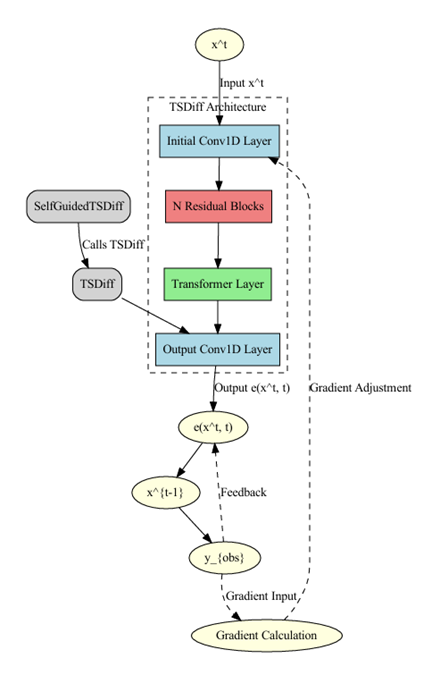 x^t
Input x^t
TSDiff Architecture
Initial Conv1D Layer
SelfGuidedTSDiff
N Residual Blocks
Calls TSDiff
TSDiff
Transformer Layer
Output Conv1D Layer
Output e(x^t, t)
Gradient Adjustment
e(x^t, t)
x^{t-1}
Feedback
y_{obs}
Gradient Input
Gradient Calculation